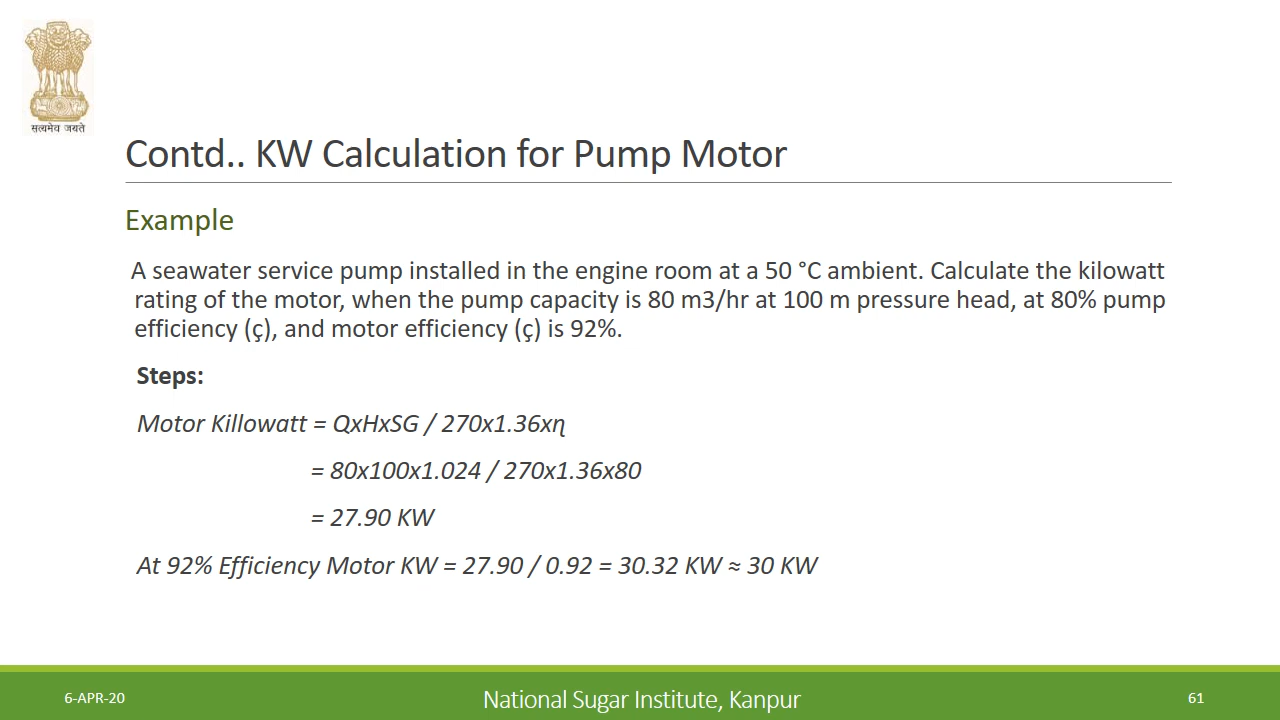 सत्यमेव जयते
Contd.. KW Calculation for Pump Motor
Example
A seawater service pump installed in the engine room at a 50 °C ambient. Calculate the kilowatt
rating of the motor, when the pump capacity is 80 m3/hr at 100 m pressure head, at 80% pump
efficiency (ç), and motor efficiency (ç) is 92%.
Steps:
Motor Killowatt = QxHxSG / 270x1.36xη
= 80x100x1.024 / 270x1.36x80
= 27.90 KW
At 92% Efficiency Motor KW = 27.90 / 0.92 = 30.32 KW ≈ 30 KW
6-APR-20
National Sugar Institute, Kanpur
61